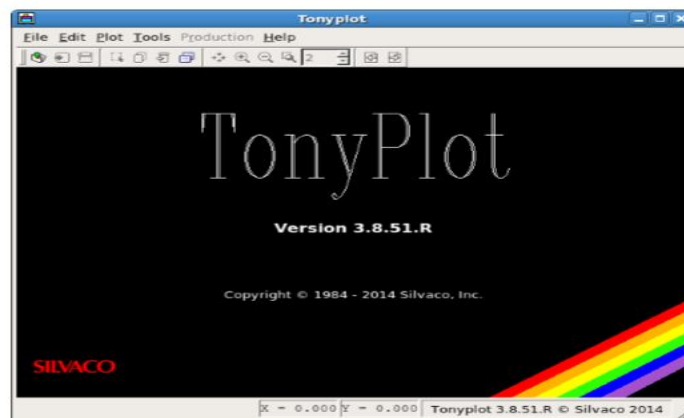 Tonyplot
File Edit Plot Tools Production Help
2
TonyPlot
Version 3.8.51.R
Copyright © 1984 - 2014 Silvaco, Inc.
SILVACO
X = 0.000 Y = 0.000 Tonyplot 3.8.51.R © Silvaco 2014